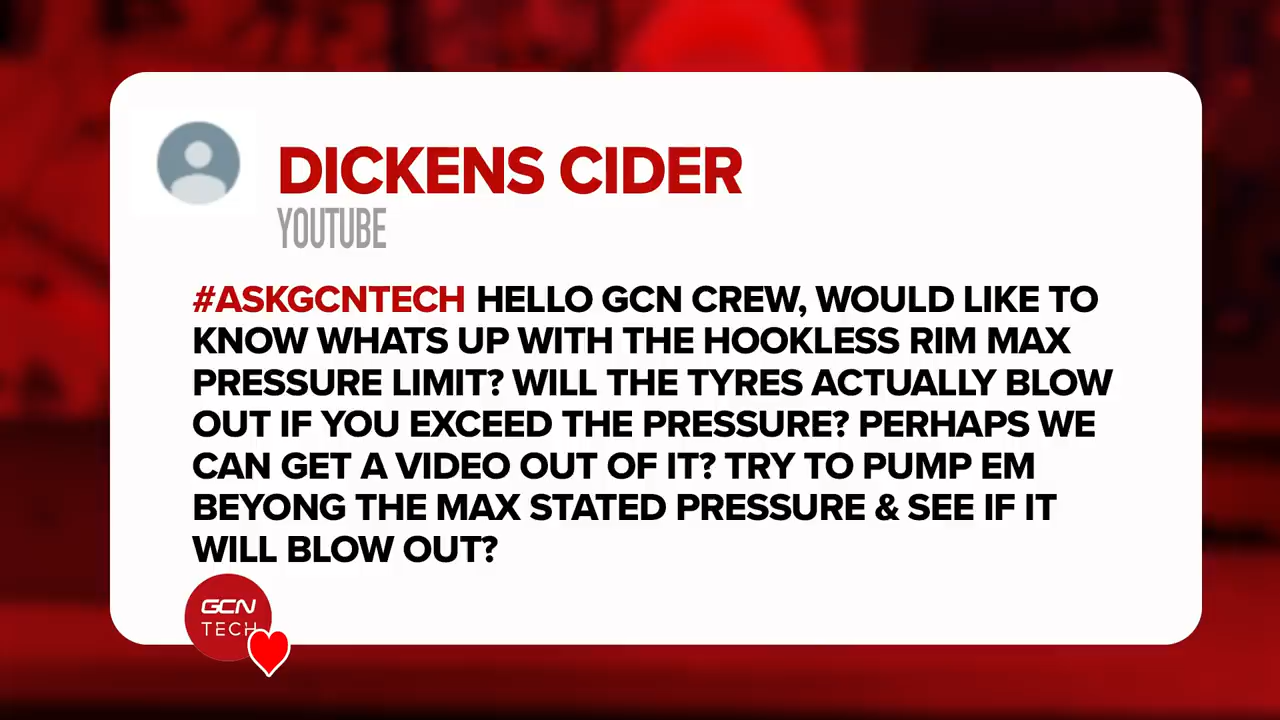 DICKENS CIDER
YOUTUBE
#ASKGCNTECH HELLO GCN CREW, WOULD LIKE TO
KNOW WHATS UP WITH THE HOOKLESS RIM MAX
PRESSURE LIMIT? WILL THE TYRES ACTUALLY BLOW
OUT IF YOU EXCEED THE PRESSURE? PERHAPS WE
CAN GET A VIDEO OUT OF IT? TRY TO PUMP EM
BEYONG THE MAX STATED PRESSURE & SEE IF IT
WILL BLOW OUT?
GCN
TECH